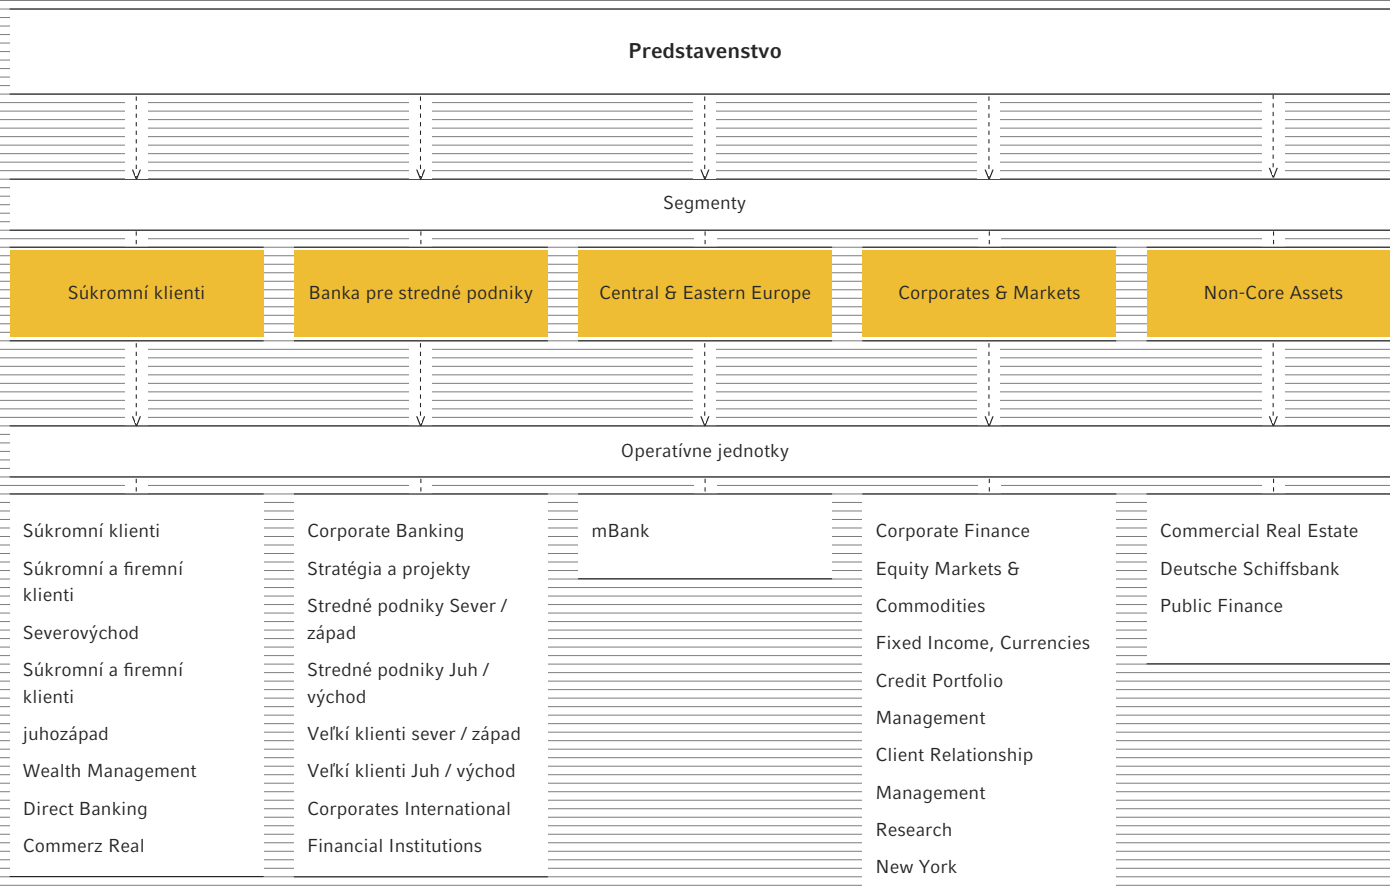 Predstavenstvo
Segmenty
Súkromní klienti
Banka pre stredné podniky
Central & Eastern Europe
Corporates & Markets
Non-Core Assets
Operatívne jednotky
Súkromní klienti
Súkromní a firemní
klienti
Severovýchod
Súkromní a firemní
klienti
juhozápad
Wealth Management
Direct Banking
Commerz Real
Corporate Banking
Stratégia a projekty
Stredné podniky Sever /
západ
Stredné podniky Juh /
východ
Veľkí klienti sever / západ
Veľkí klienti Juh / východ
Corporates International
Financial Institutions
mBank
Corporate Finance
Equity Markets &
Commodities
Fixed Income, Currencies
Credit Portfolio
Management
Client Relationship
Management
Research
New York
Commercial Real Estate
Deutsche Schiffsbank
Public Finance